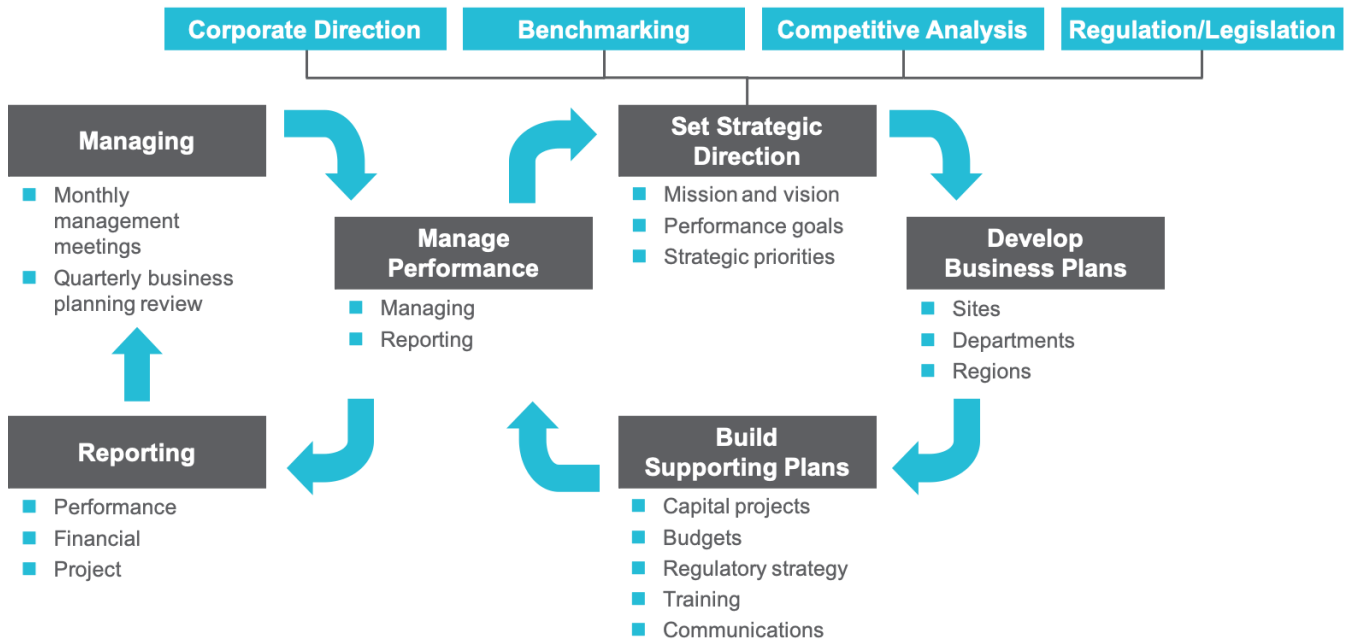 Corporate Direction
Benchmarking
Competitive Analysis
Regulation/Legislation
Managing
Monthly
management
meetings
Quarterly business
planning review
Manage
Performance
Managing
Reporting
Set Strategic
Direction
Mission and vision
Performance goals
Strategic priorities
Develop
Business Plans
Sites
Departments
Regions
Reporting
Performance
Financial
Project
Build
Supporting Plans
Capital projects
Budgets
Regulatory strategy
Training
Communications